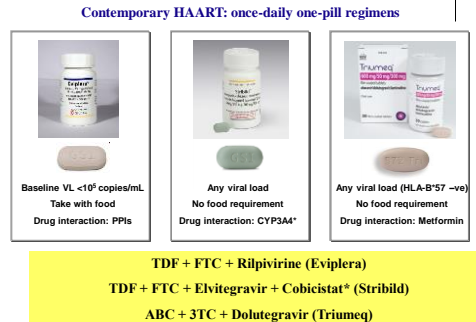 Contemporary HAART: once-daily one-pill regimens
Eviplera
Stribild
Triumeq
Triumeq
Baseline VL <10⁵ copies/mL
Take with food
Drug interaction: PPIs
Any viral load
No food requirement
Drug interaction: CYP3A4*
Any viral load (HLA-B*57 –ve)
No food requirement
Drug interaction: Metformin
TDF + FTC + Rilpivirine (Eviplera)
TDF + FTC + Elvitegravir + Cobicistat* (Stribild)
ABC + 3TC + Dolutegravir (Triumeq)